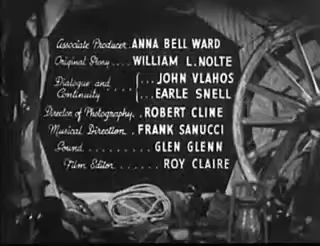 Associate Producer..ANNA BELL WARD
Original Story....WILLIAM L. NOLTE
Dialogue and Continuity....{...JOHN VLAHOS
...EARLE SNELL
Director of Photography..ROBERT CLINE
Musical Direction..FRANK SANUCCI
Sound.........GLEN GLENN
Film Editor......ROY CLAIRE